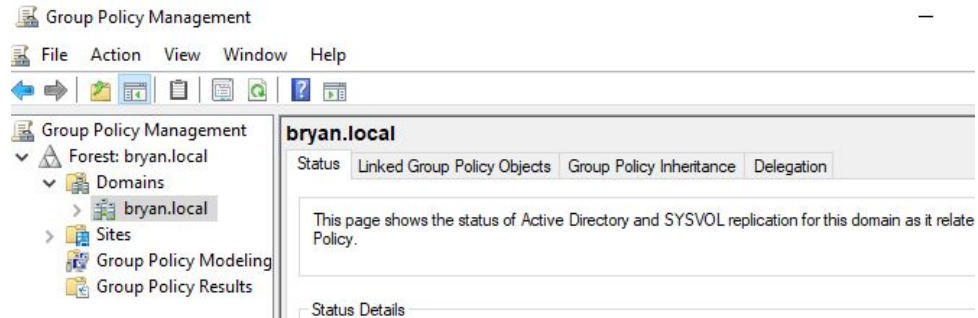 Group Policy Management
File Action View Window Help
Group Policy Management
Forest: bryan.local
Domains
bryan.local
Sites
Group Policy Modeling
Group Policy Results
bryan.local
Status Linked Group Policy Objects Group Policy Inheritance Delegation
This page shows the status of Active Directory and SYSVOL replication for this domain as it relate
Policy.
Status Details